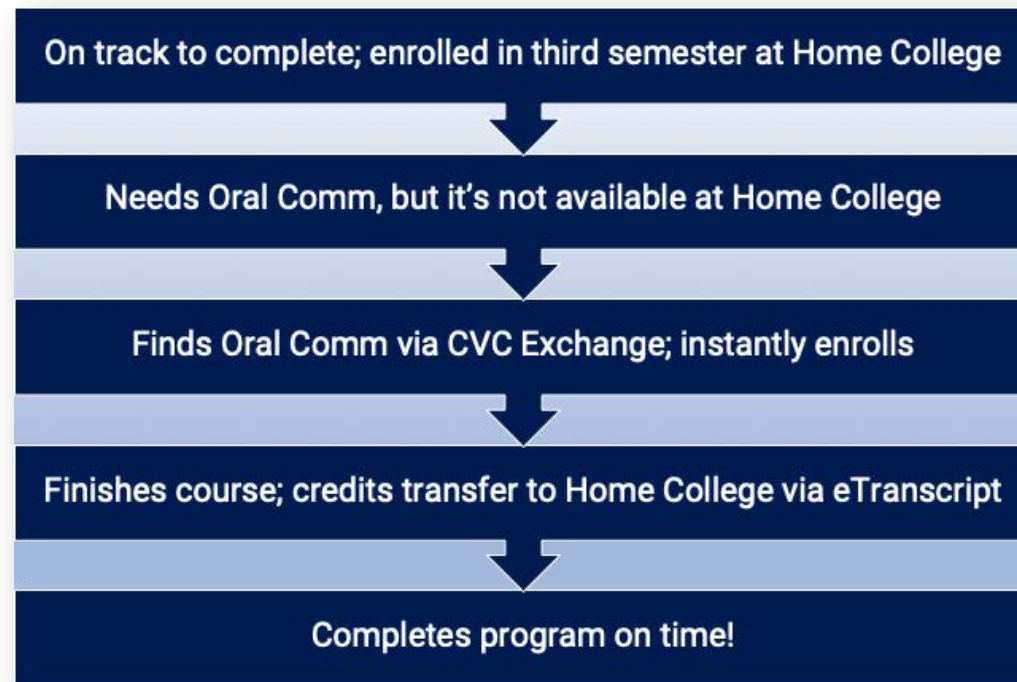 On track to complete; enrolled in third semester at Home College
Needs Oral Comm, but it's not available at Home College
Finds Oral Comm via CVC Exchange; instantly enrolls
Finishes course; credits transfer to Home College via eTranscript
Completes program on time!